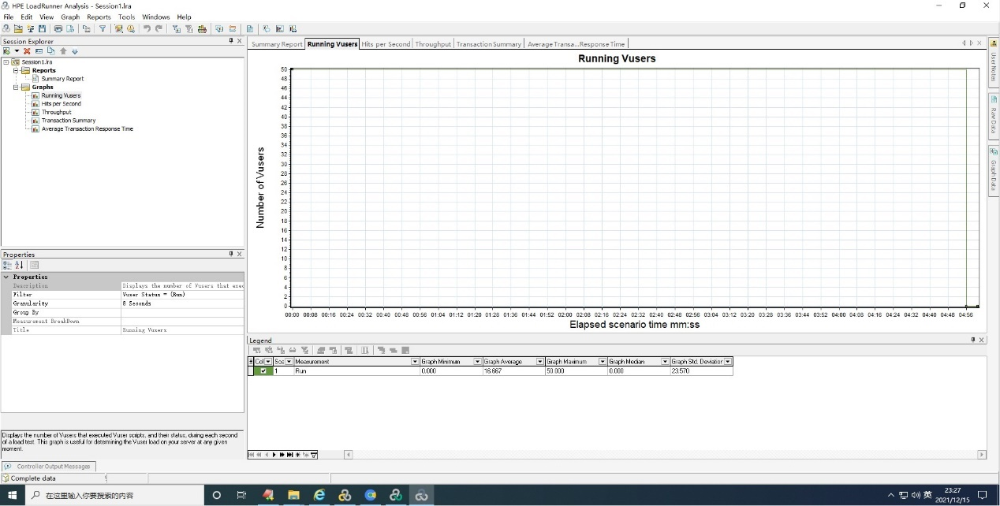 HPE LoadRunner Analysis - Session1.lra
File Edit View Graph Reports Tools Windows Help
Session Explorer
Session1.lra
Reports
Summary Report
Graphs
Running Vusers
Hits per Second
Throughput
Transaction Summary
Average Transaction Response Time
Properties
Properties
Description Displays the number of Vusers that exec
Filter Vuser Status = (Run)
Granularity 8 Seconds
Group By
Measurement BreakDown
Title Running Vusers
Displays the number of Vusers that executed Vuser scripts, and their status, during each second
of a load test. This graph is useful for determining the Vuser load on your server at any given
moment.
Controller Output Messages
Complete data
Summary Report Running Vusers Hits per Second Throughput Transaction Summary Average Transa...Response Time
Running Vusers
Number of Vusers
50
48
46
44
42
40
38
36
34
32
30
28
26
24
22
20
18
16
14
12
10
8
6
4
2
0
00:00 00:08 00:16 00:24 00:32 00:40 00:48 00:56 01:04 01:12 01:20 01:28 01:36 01:44 01:52 02:00 02:08 02:16 02:24 02:32 02:40 02:48 02:56 03:04 03:12 03:20 03:28 03:36 03:44 03:52 04:00 04:08 04:16 04:24 04:32 04:40 04:48 04:56
Elapsed scenario time mm:ss
Legend
Col Sca Measurement Graph Minimum Graph Average Graph Maximum Graph Median Graph Std. Deviation
1 Run 0.000 16.667 50.000 0.000 23.570
User Notes
Raw Data
Graph Data
在这里输入你要搜索的内容
英
23:27
2021/12/15